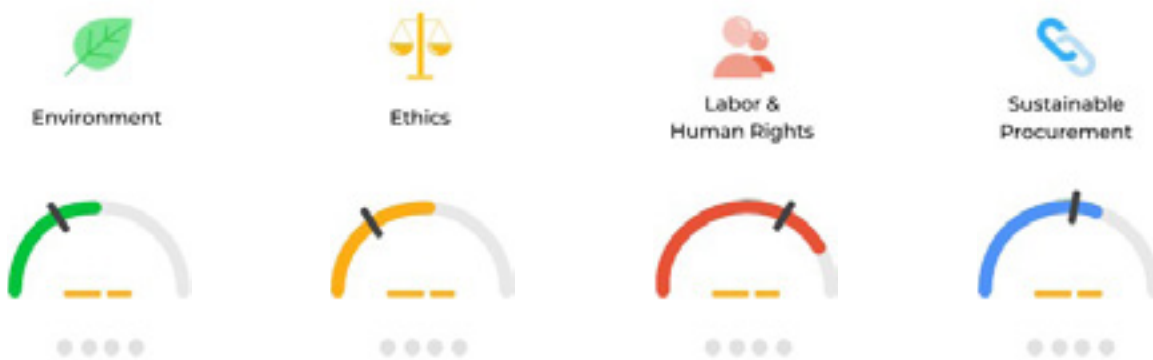 Environment
Ethics
Labor &
Human Rights
Sustainable
Procurement